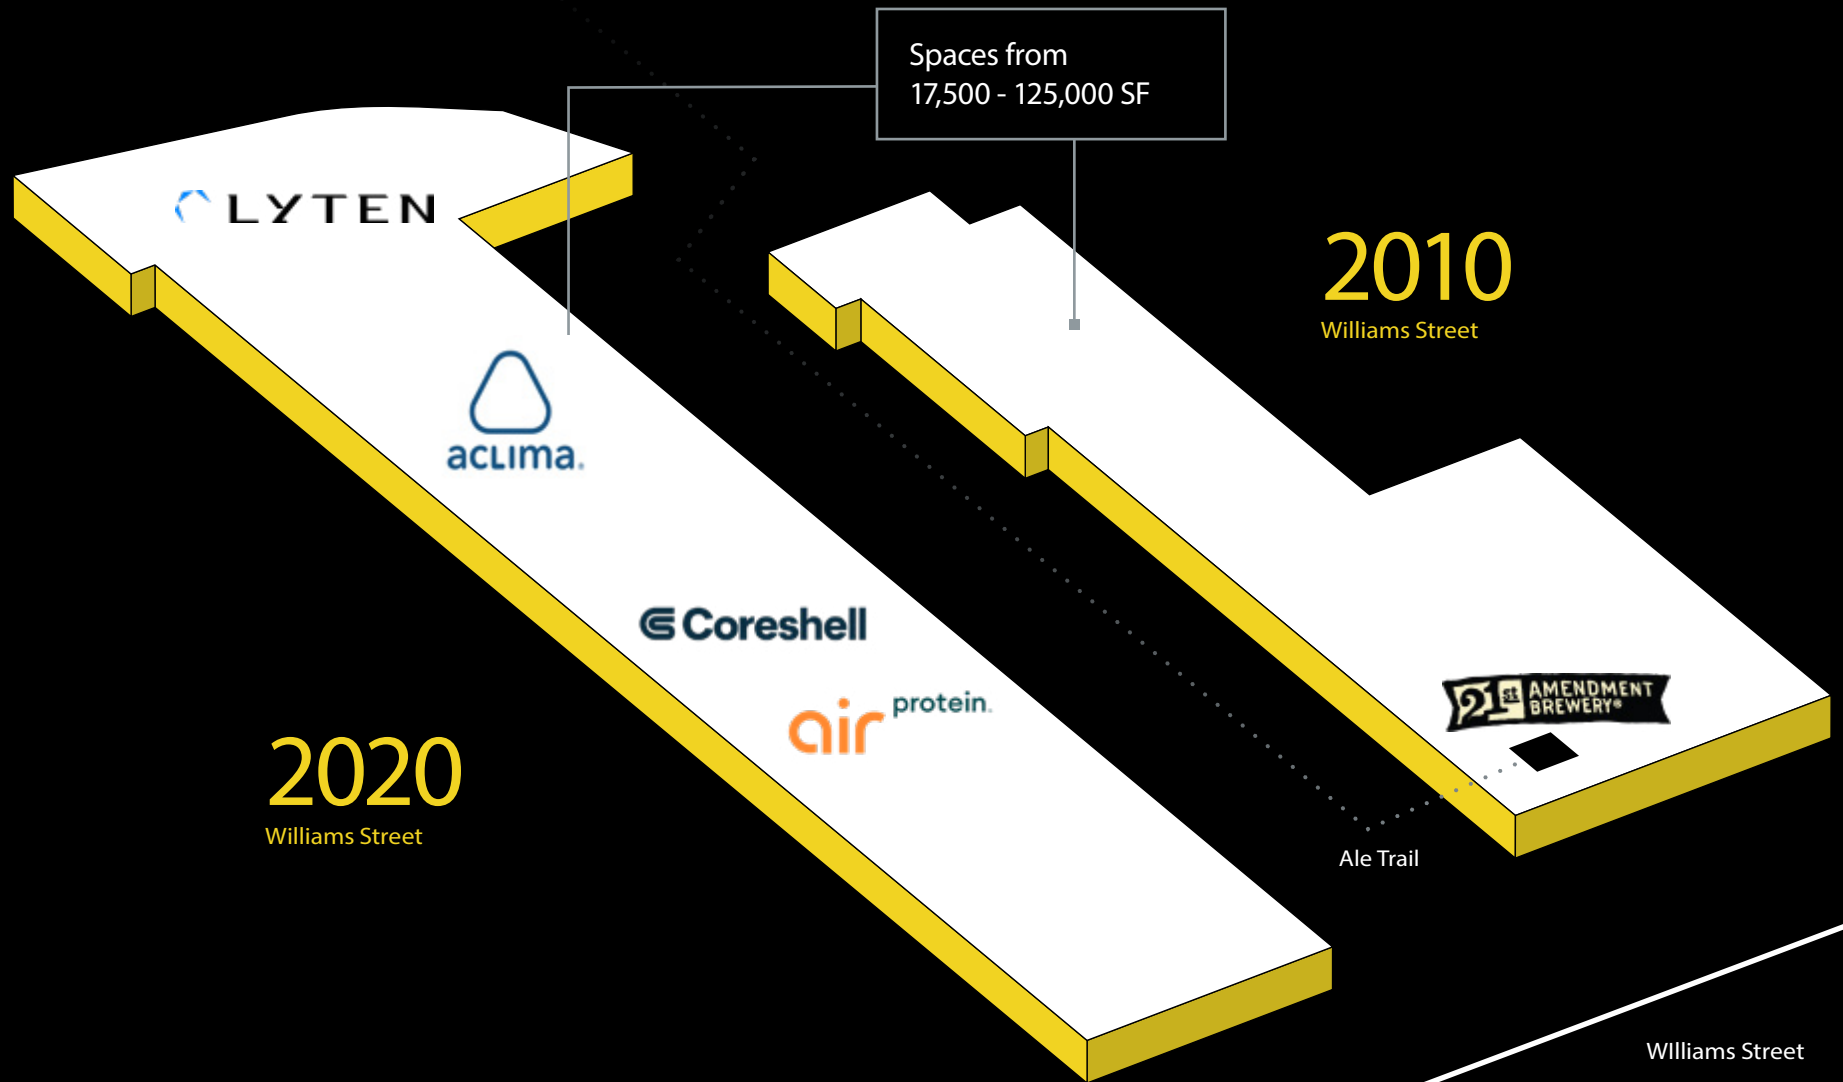 Spaces from
17,500 - 125,000 SF
LYTEN
2010
Williams Street
aclima.
Coreshell
air protein.
21st AMENDMENT
BREWERY®
2020
Williams Street
Ale Trail
WIlliams Street